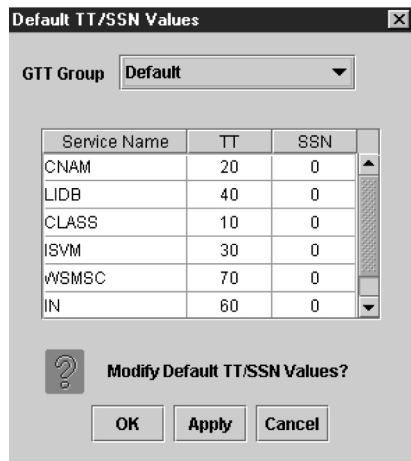 Default TT/SSN Values
GTT Group Default
Service Name TT SSN
CNAM 20 0
LIDB 40 0
CLASS 10 0
ISVM 30 0
WSMSC 70 0
IN 60 0
Modify Default TT/SSN Values?
OK Apply Cancel